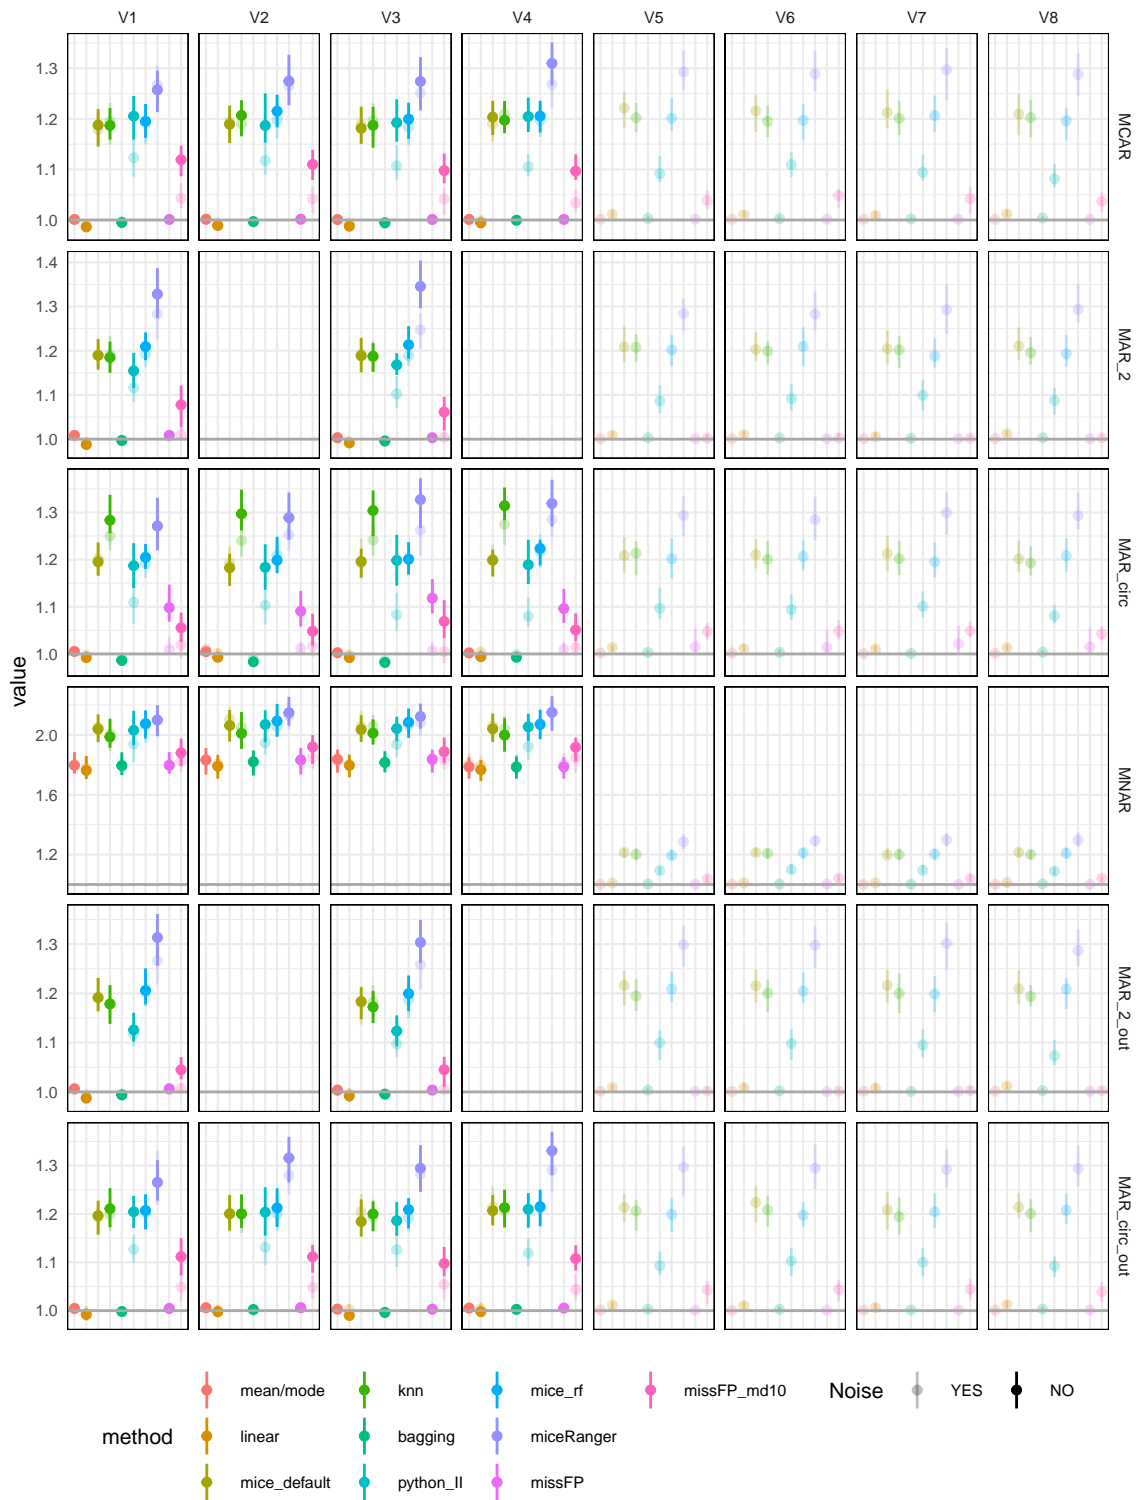 V1 V2 V3 V4 V5 V6 V7 V8
1.3
1.2
1.1
1.0
MCAR
1.4
1.3
1.2
1.1
1.0
MAR_2
1.3
1.2
1.1
1.0
MAR_circ
value
2.0
1.6
1.2
MNAR
1.3
1.2
1.1
1.0
MAR_2_out
1.3
1.2
1.1
1.0
MAR_circ_out
mean/mode knn mice_rf missFP_md10 Noise YES NO
method linear bagging miceRanger
mice_default python_II missFP